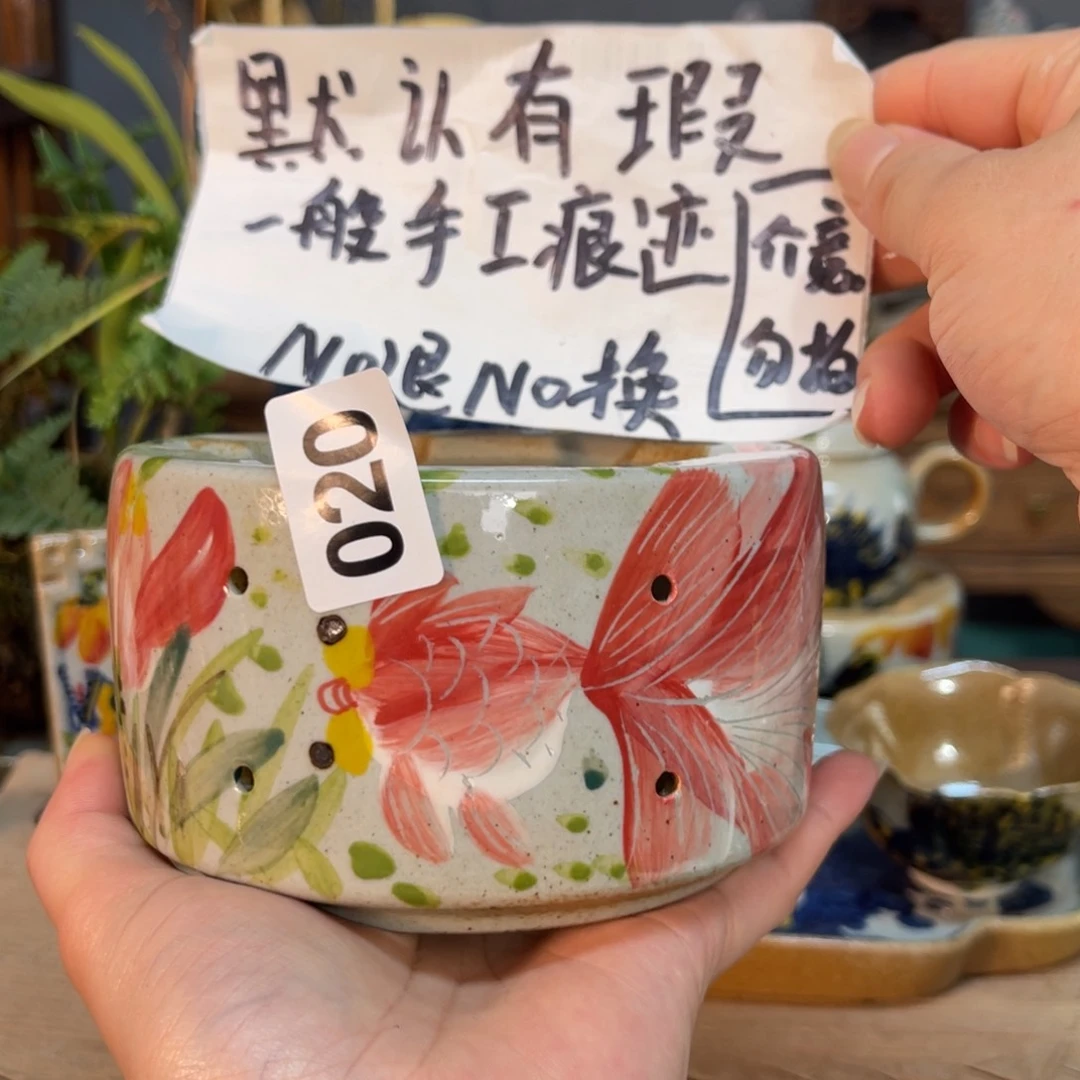 默认有瑕
一般手工痕迹
介意
勿拍
No退No换
020